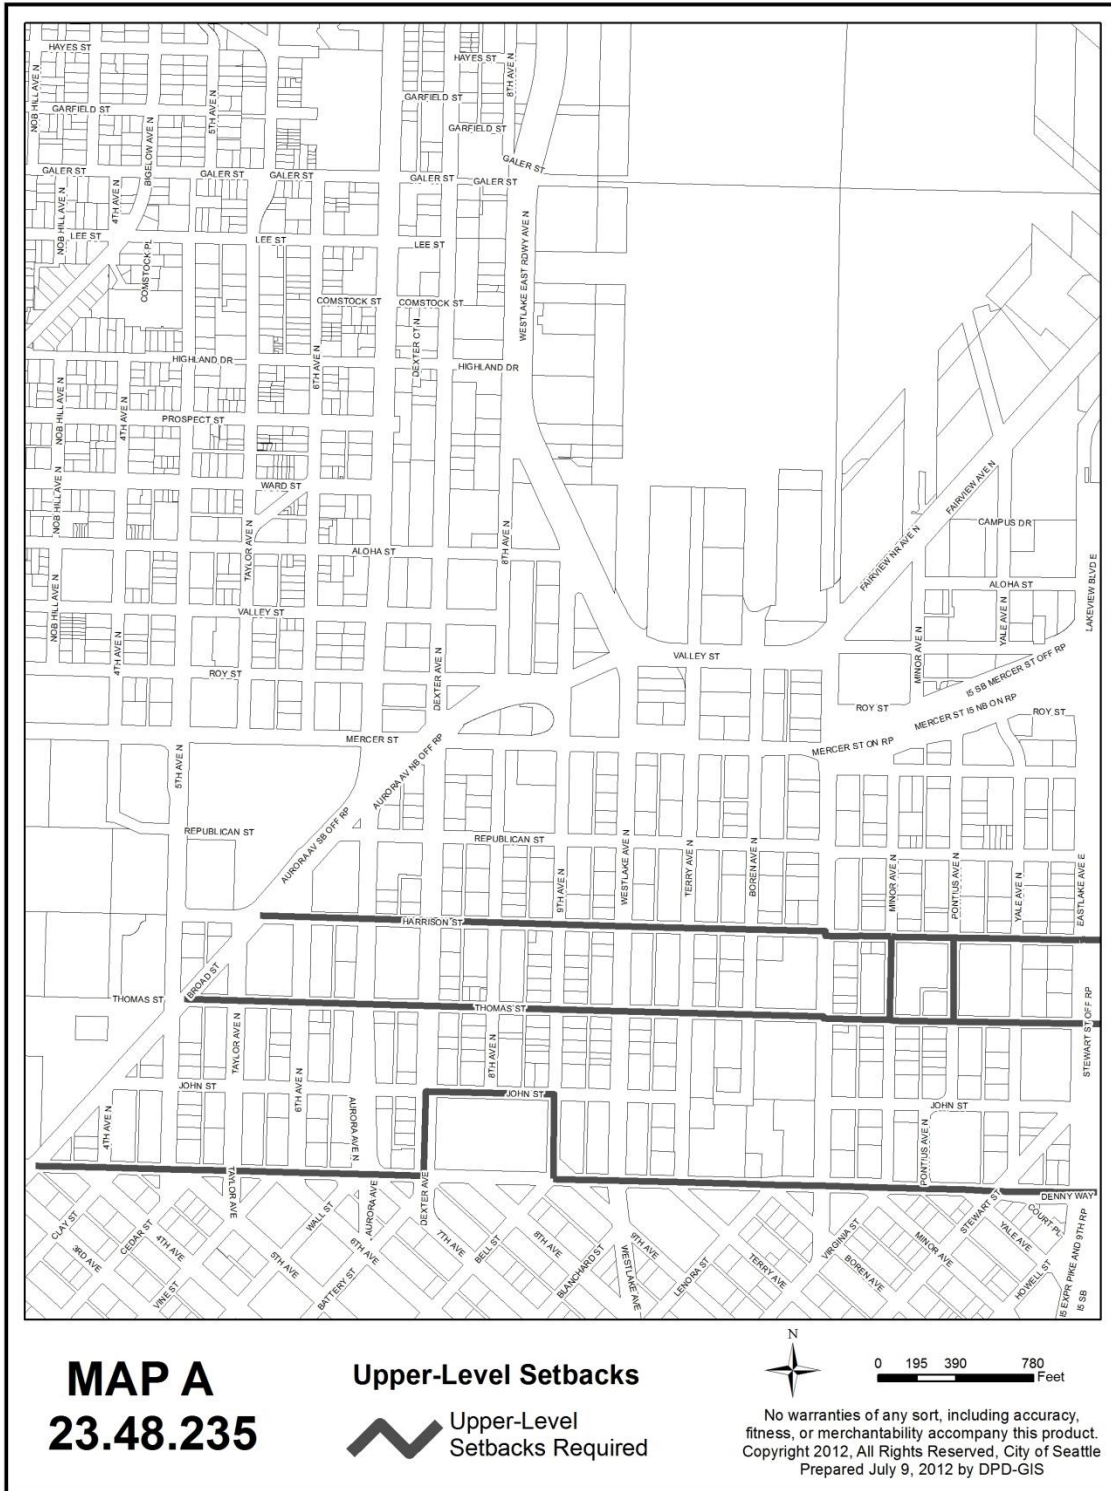 HAYES ST
HAYES ST
NOB HILL AVE N
5TH AVE N
8TH AVE N
GARFIELD ST
GARFIELD ST
GARFIELD ST
BIGELOW AVE N
GALER ST
GALER ST
GALER ST
GALER ST
GALER ST
GALER ST
4TH AVE N
NOB HILL AVE N
LEE ST
LEE ST
LEE ST
COMSTOCK PL
WESTLAKE EAST RDWY AVE N
COMSTOCK ST
COMSTOCK ST
DEXTER CT N
6TH AVE N
HIGHLAND DR
HIGHLAND DR
NOB HILL AVE N
4TH AVE N
PROSPECT ST
NOB HILL AVE N
WARD ST
FAIRVIEW AVE N
CAMPUS DR
TAYLOR AVE N
8TH AVE N
ALOHA ST
FAIRVIEW NR AVE N
ALOHA ST
LAKEVIEW BLVD E
NOB HILL AVE N
VALLEY ST
YALE AVE N
4TH AVE N
VALLEY ST
MINOR AVE N
ROY ST
DEXTER AVE N
I5 SB MERCER ST OFF RP
ROY ST
MERCER ST I5 NB ON RP
ROY ST
MERCER ST
MERCER ST ON RP
5TH AVE N
AURORA AV NB OFF RP
REPUBLICAN ST
AURORA AV SB OFF RP
REPUBLICAN ST
9TH AVE N
WESTLAKE AVE N
TERRY AVE N
BOREN AVE N
MINOR AVE N
PONTIUS AVE N
YALE AVE N
EASTLAKE AVE E
HARRISON ST
BROAD ST
THOMAS ST
THOMAS ST
STEWART ST OFF RP
TAYLOR AVE N
8TH AVE N
JOHN ST
6TH AVE N
JOHN ST
JOHN ST
4TH AVE N
AURORA AVE N
PONTIUS AVE N
TAYLOR AVE
AURORA AVE
DEXTER AVE
DENNY WAY
CLAY ST
3RD AVE
CEDAR ST
4TH AVE
VINE ST
WALL ST
5TH AVE
6TH AVE
BATTERY ST
7TH AVE
BELL ST
8TH AVE
BLANCHARD ST
9TH AVE
WESTLAKE AVE
LENORA ST
TERRY AVE
VIRGINIA ST
BOREN AVE
MINOR AVE
STEWART ST
YALE AVE
COURT PL
HOWELL ST
I5 EXPR PIKE AND 9TH RP
I5 SB
MAP A
23.48.235
Upper-Level Setbacks
Upper-Level
Setbacks Required
N
0 195 390 780
Feet
No warranties of any sort, including accuracy,
fitness, or merchantability accompany this product.
Copyright 2012, All Rights Reserved, City of Seattle
Prepared July 9, 2012 by DPD-GIS